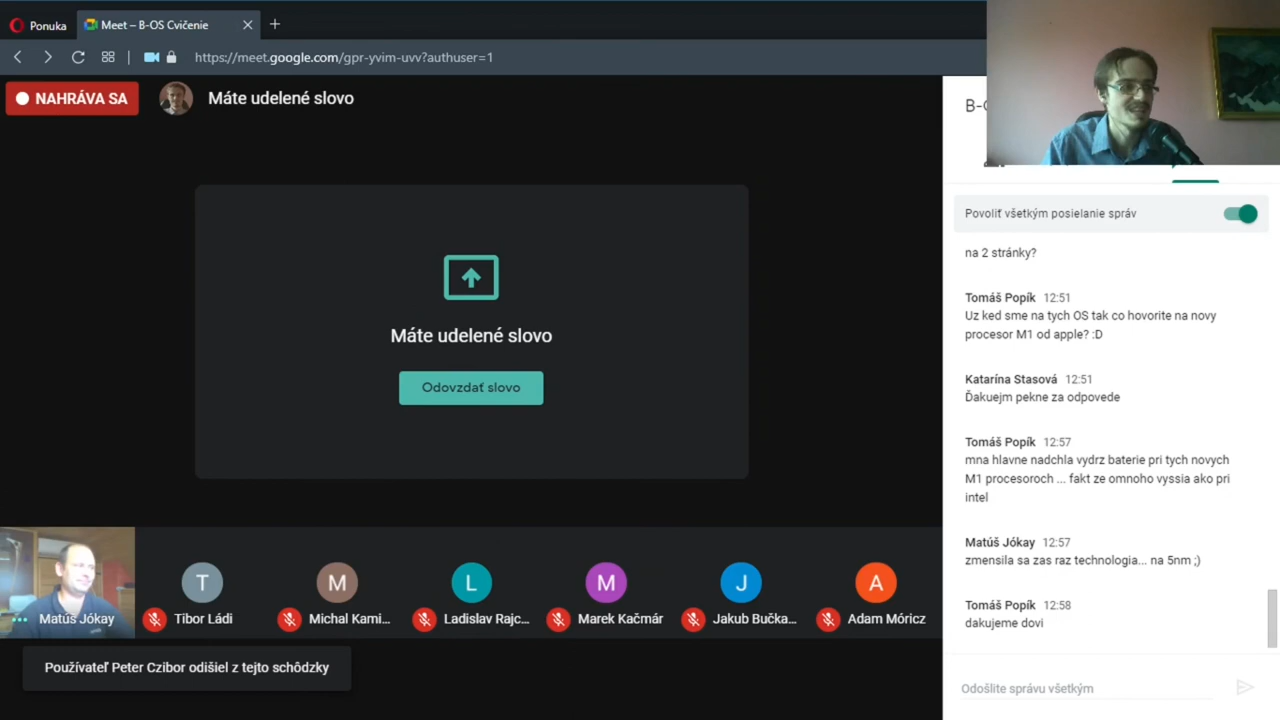 Ponuka
Meet – B-OS Cvičenie
https://meet.google.com/gpr-yvim-uvv?authuser=1
NAHRÁVA SA
Máte udelené slovo
Máte udelené slovo
Odovzdať slovo
Matúš Jókay
T
Tibor Ládi
M
Michal Kami...
L
Ladislav Rajc...
M
Marek Kačmár
J
Jakub Bučka...
A
Adam Móricz
Používateľ Peter Czibor odišiel z tejto schôdzky
Povoliť všetkým posielanie správ
na 2 stránky?
Tomáš Popík 12:51
Uz ked sme na tych OS tak co hovorite na novy
procesor M1 od apple? :D
Katarína Stasová 12:51
Ďakuejm pekne za odpovede
Tomáš Popík 12:57
mna hlavne nadchla vydrz baterie pri tych novych
M1 procesoroch ... fakt ze omnoho vyssia ako pri
intel
Matúš Jókay 12:57
zmensila sa zas raz technologia... na 5nm ;)
Tomáš Popík 12:58
dakujeme dovi
Odošlite správu všetkým